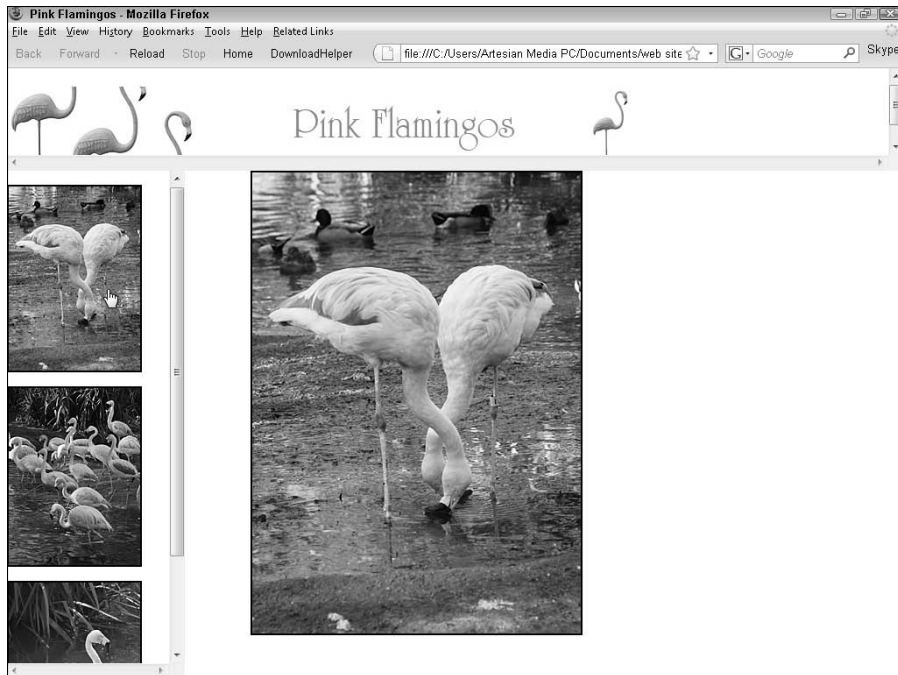 Pink Flamingos - Mozilla Firefox
File Edit View History Bookmarks Tools Help Related Links
Back Forward - Reload Stop Home DownloadHelper file:///C:/Users/Artesian Media PC/Documents/web site G Google Skype
Pink Flamingos